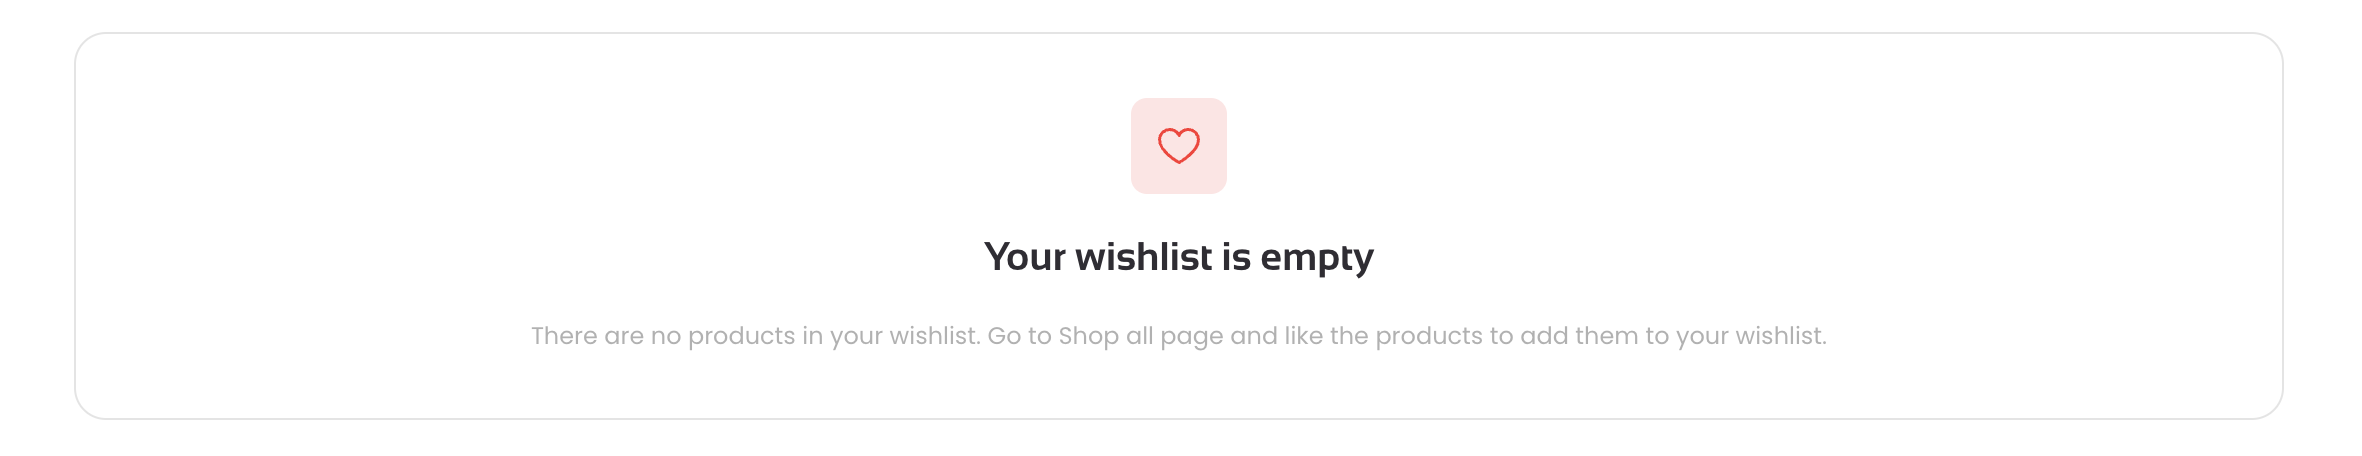 Your wishlist is empty
There are no products in your wishlist. Go to Shop all page and like the products to add them to your wishlist.